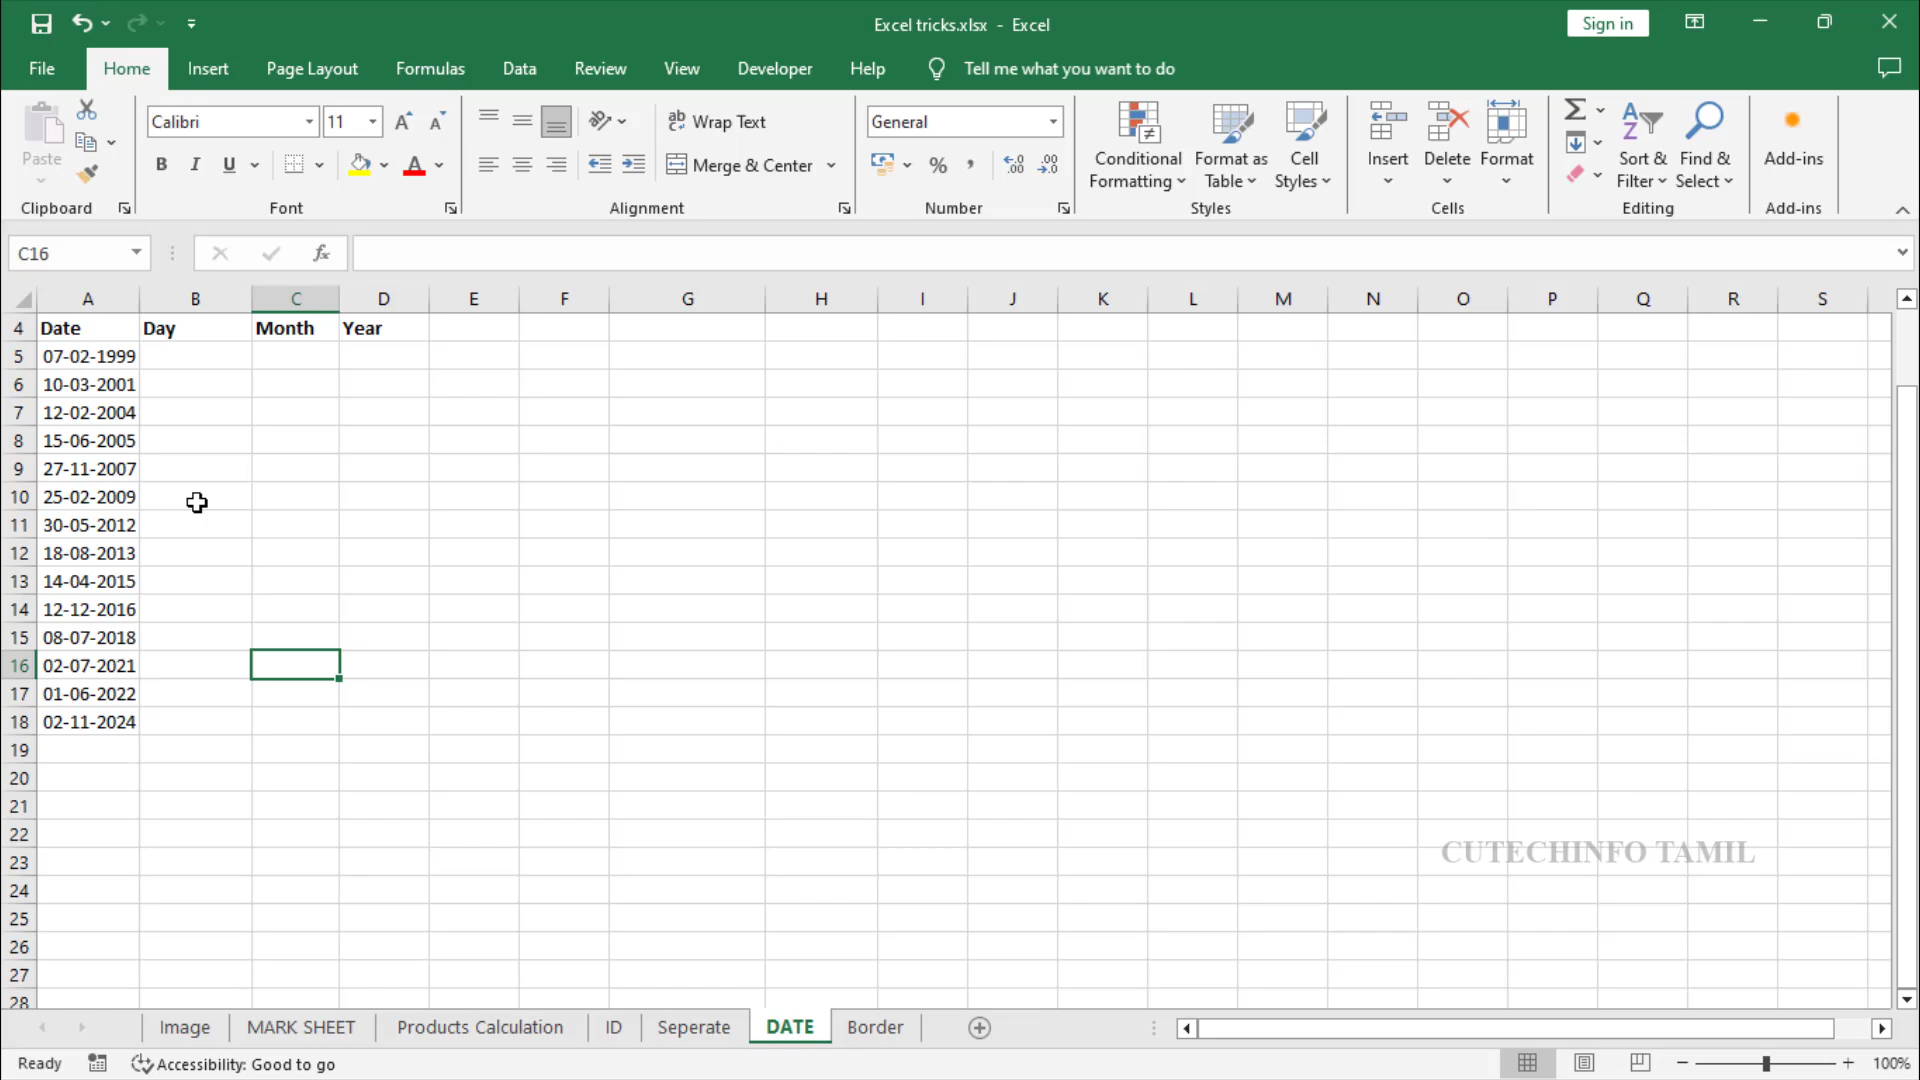 Excel tricks.xlsx - Excel
Sign in
File Home Insert Page Layout Formulas Data Review View Developer Help Tell me what you want to do
Calibri 11 Wrap Text General
Paste B I U A Merge & Center % , Conditional Formatting Format as Table Cell Styles Insert Delete Format Sort & Filter Find & Select Add-ins
Clipboard Font Alignment Number Styles Cells Editing Add-ins
C16 fx
A B C D E F G H I J K L M N O P Q R S
4 Date Day Month Year
5 07-02-1999
6 10-03-2001
7 12-02-2004
8 15-06-2005
9 27-11-2007
10 25-02-2009
11 30-05-2012
12 18-08-2013
13 14-04-2015
14 12-12-2016
15 08-07-2018
16 02-07-2021
17 01-06-2022
18 02-11-2024
19
20
21
22
CUTECHINFO TAMIL
23
24
25
26
27
28
Image MARK SHEET Products Calculation ID Seperate DATE Border
Ready Accessibility: Good to go 100%